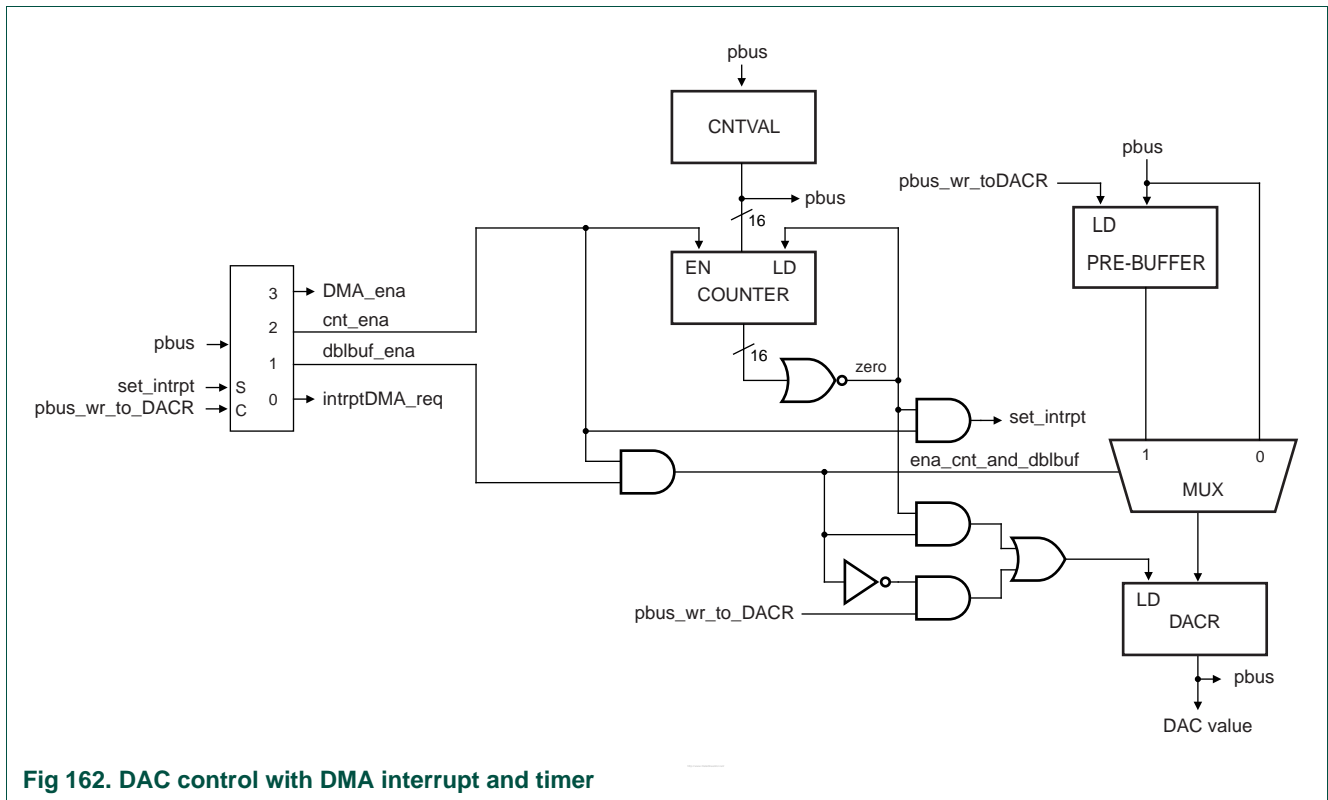 pbus
CNTVAL
pbus
pbus_wr_toDACR
pbus
16
LD
PRE-BUFFER
EN LD
COUNTER
3 DMA_ena
2 cnt_ena
pbus
1 dblbuf_ena
16
zero
set_intrpt S
0 intrptDMA_req
pbus_wr_to_DACR C
set_intrpt
ena_cnt_and_dblbuf
1 0
MUX
pbus_wr_to_DACR
LD
DACR
pbus
DAC value
Fig 162. DAC control with DMA interrupt and timer